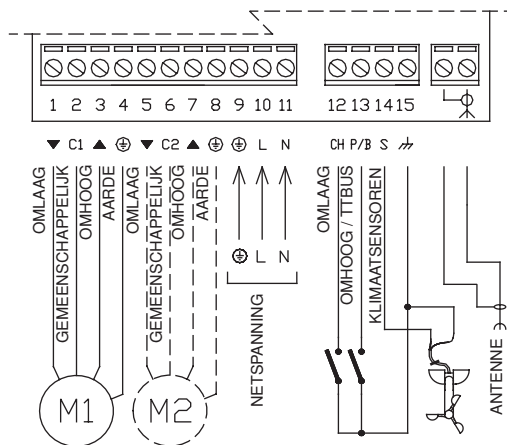 1 2 3 4 5 6 7 8 9 10 11 12 13 14 15
C1 C2 L N CH P/B S
OMLAAG
GEMEENSCHAPPELIJK
OMHOOG
AARDE
OMLAAG
GEMEENSCHAPPELIJK
OMHOOG
AARDE
L N
NETSPANNING
OMLAAG
OMHOOG / TTBUS
KLIMAATSENSOREN
ANTENNE
M1 M2